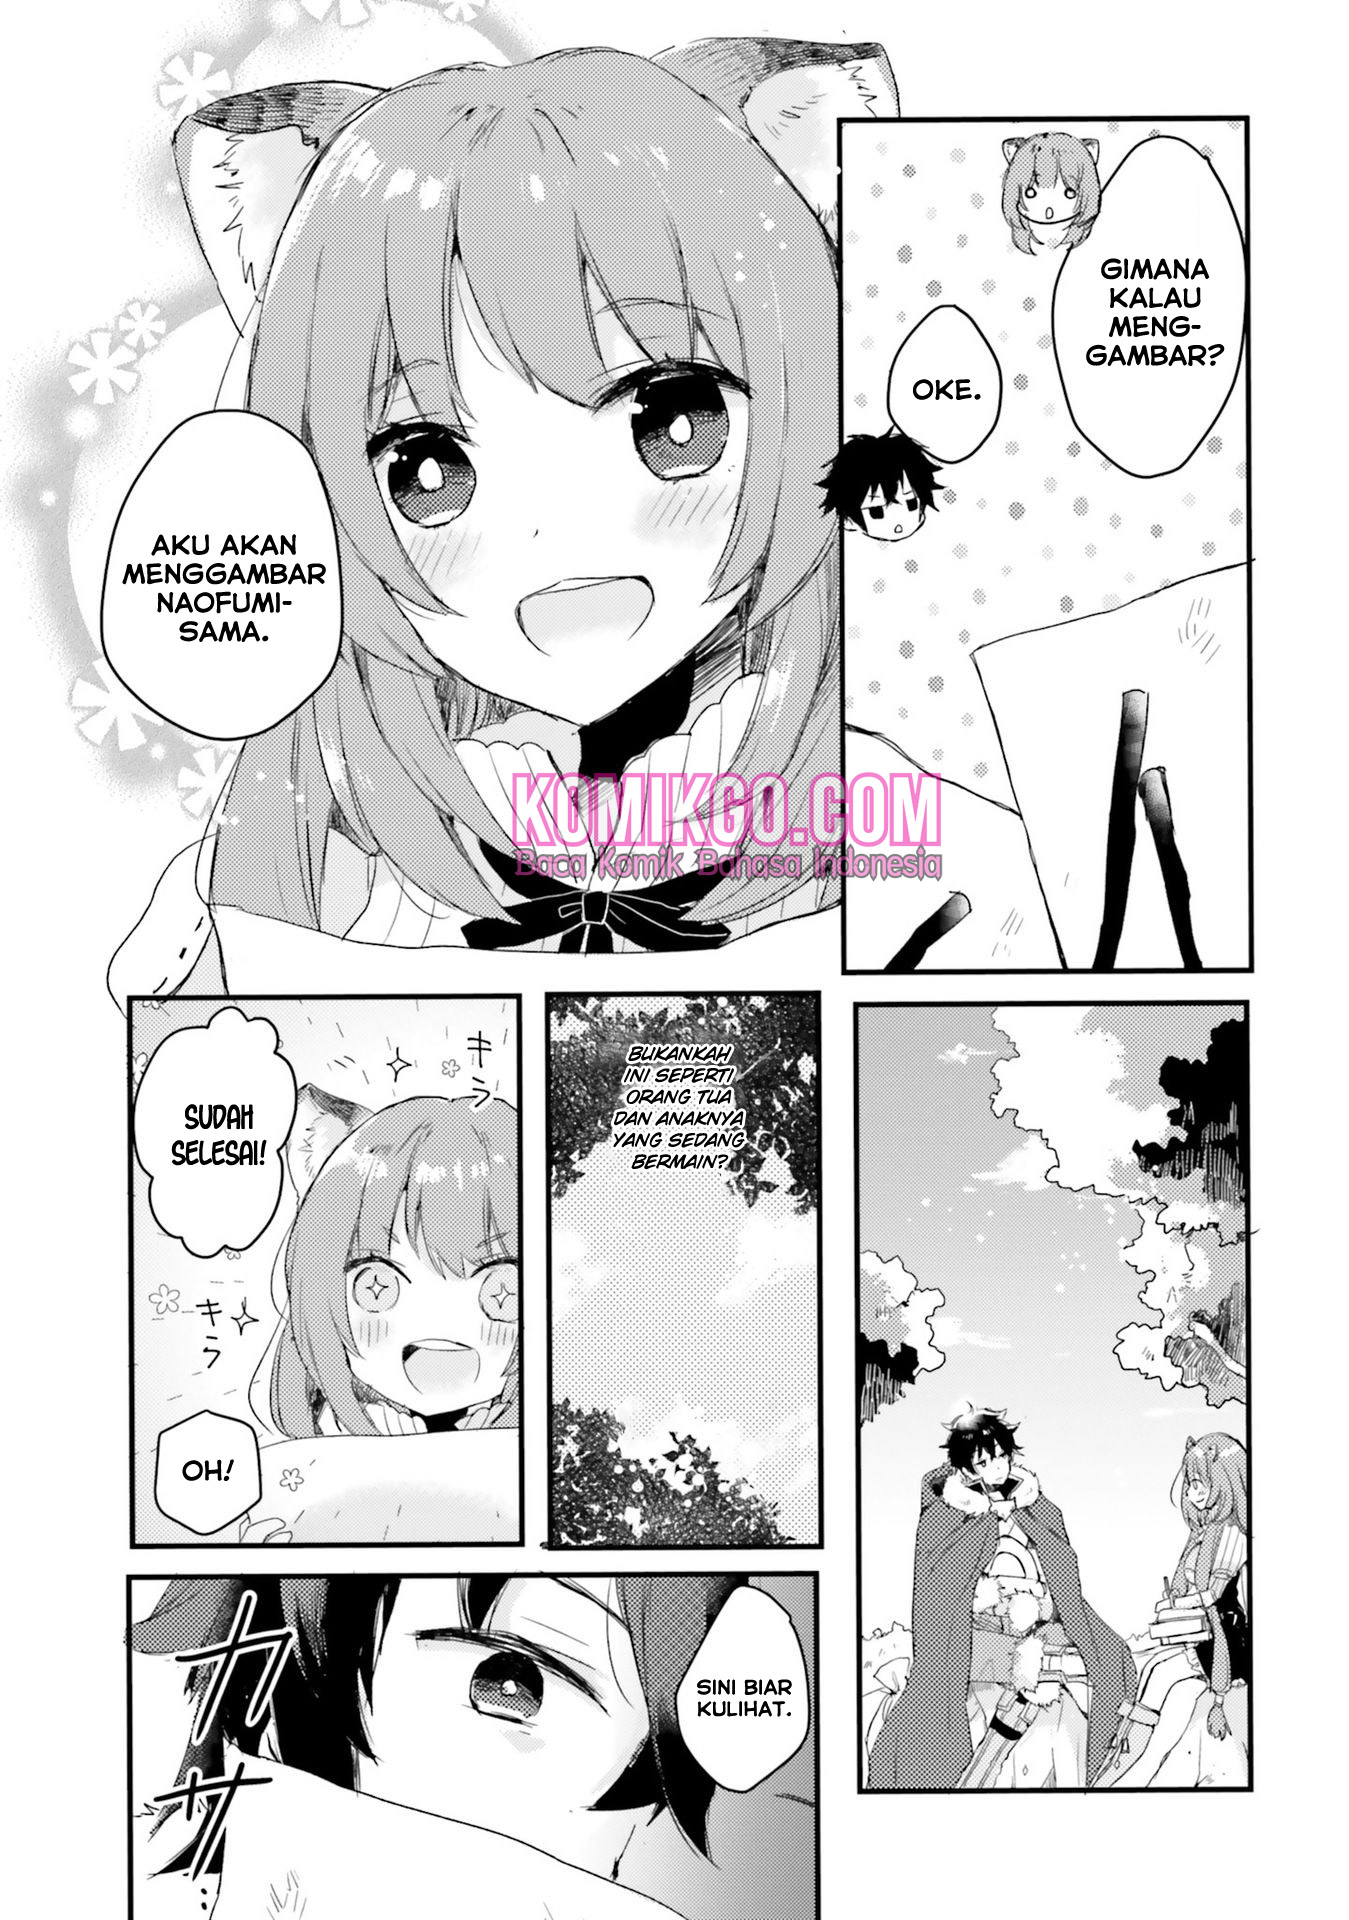 GIMANA
KALAU
MENG-
GAMBAR?
OKE.
AKU AKAN
MENGGAMBAR
NAOFUMI-
SAMA.
KOMIKGO.COM
Baca Komik Bahasa Indonesia
BUKANKAH
INI SEPERTI
ORANG TUA
DAN ANAKNYA
YANG SEDANG
BERMAIN?
キラ
SUDAH
SELESAI!
キラ
OH!
SINI BIAR
KULIHAT.
カサ…